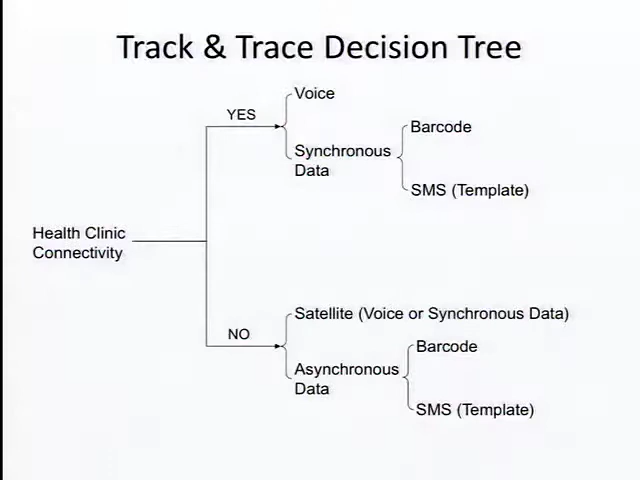 Track & Trace Decision Tree
Voice
YES
Barcode
Synchronous
Data
SMS (Template)
Health Clinic
Connectivity
Satellite (Voice or Synchronous Data)
NO
Barcode
Asynchronous
Data
SMS (Template)